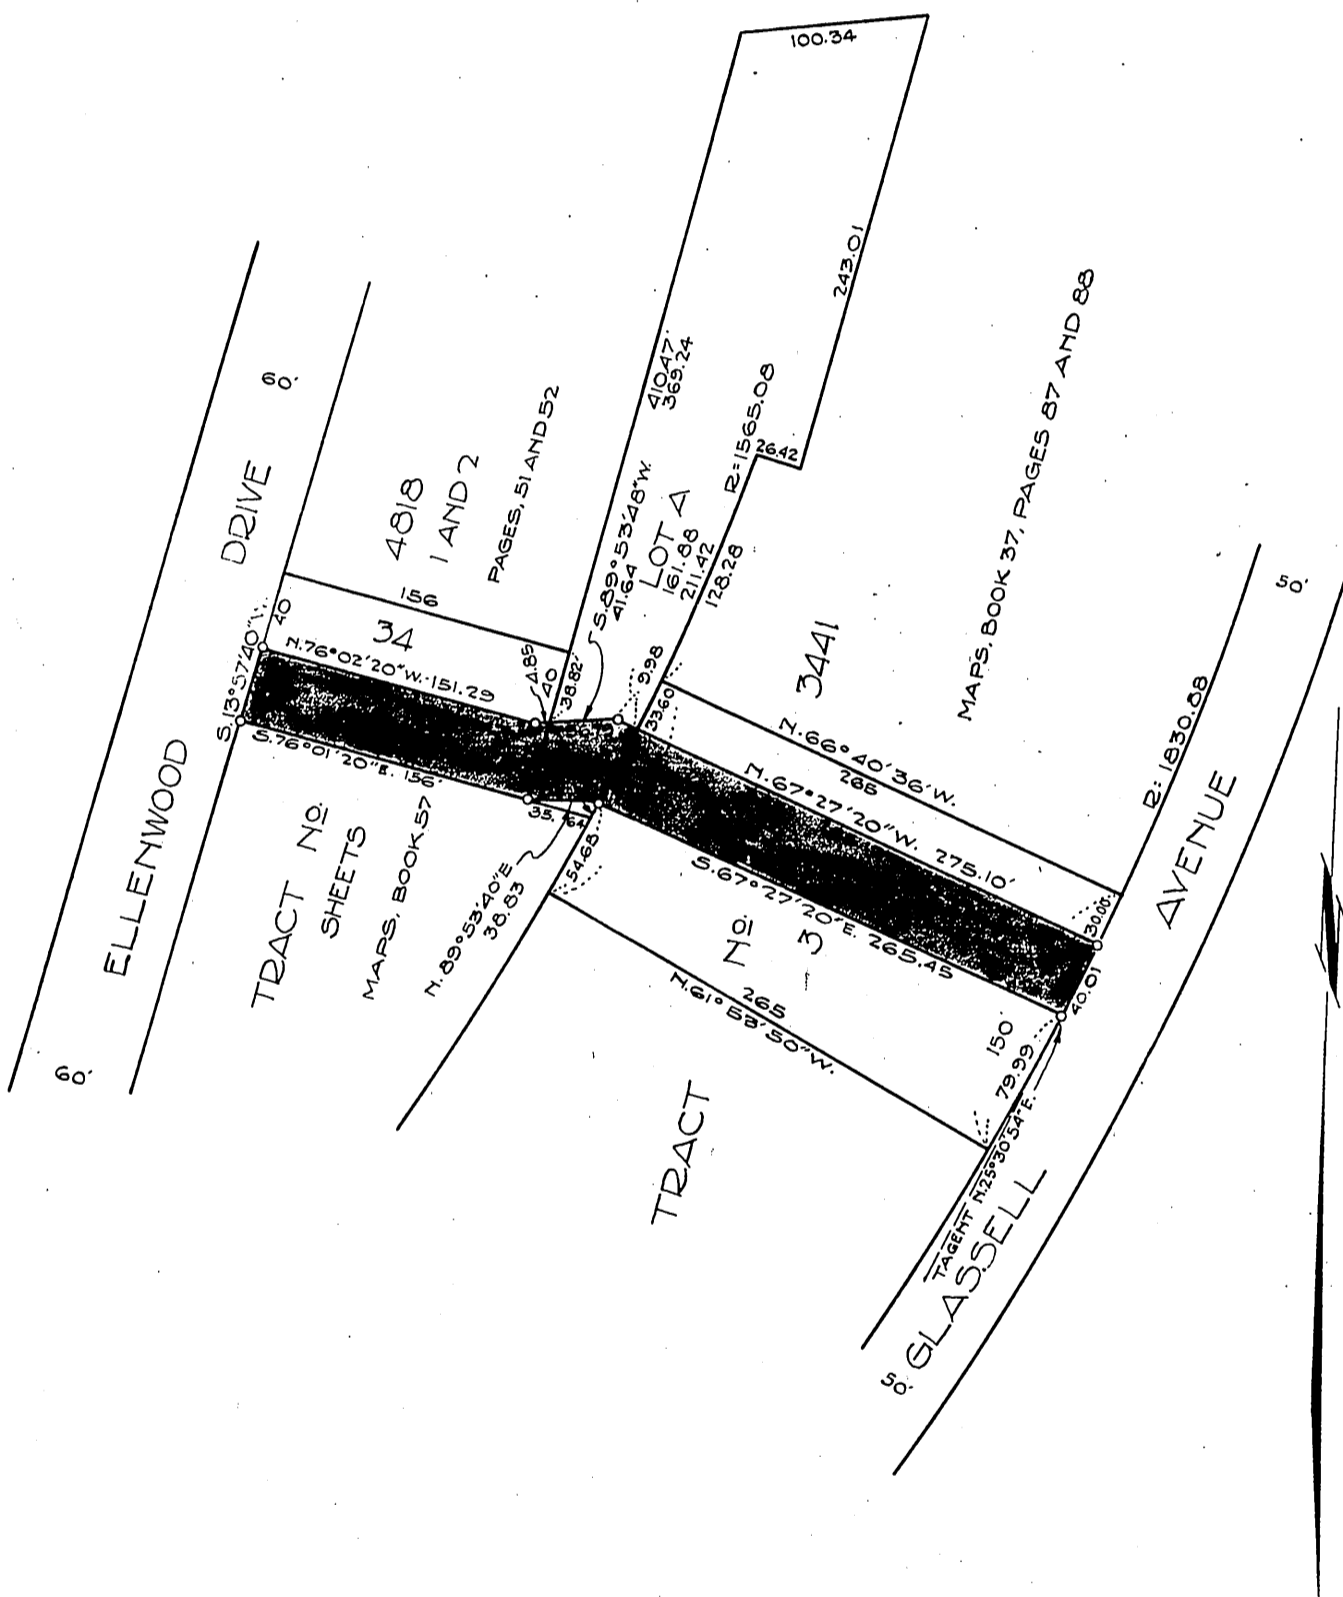 100.34
243.01
410.47'
369.24
R=1565.08
26.42
S.89°53'48"W.
41.64
LOT A
161.88
211.42
128.28
MAPS, BOOK 37, PAGES 87 AND 88
60'
DRIVE
4818
1 AND 2
PAGES, 51 AND 52
40
156
34
S.13°57'40"W.
N.76°02'20"W. 151.29
4.85
40
38.82'
9.98
33.60
3441
N.66°40'36"W.
265
R: 1830.58
50'
ELLENWOOD
S.76°01'20"E. 156'
35.
.64
TRACT NO.
SHEETS
MAPS, BOOK 57
N.89°53'40"E
38.83
54.65
N.67°27'20"W. 275.10'
S.67°27'20"E. 265.45
30.00
40.01
AVENUE
NO.
3
265
N.61°58'50"W.
150
79.99
TAGENT N.25°30'54"E.
60'
TRACT
GLASSELL
50'